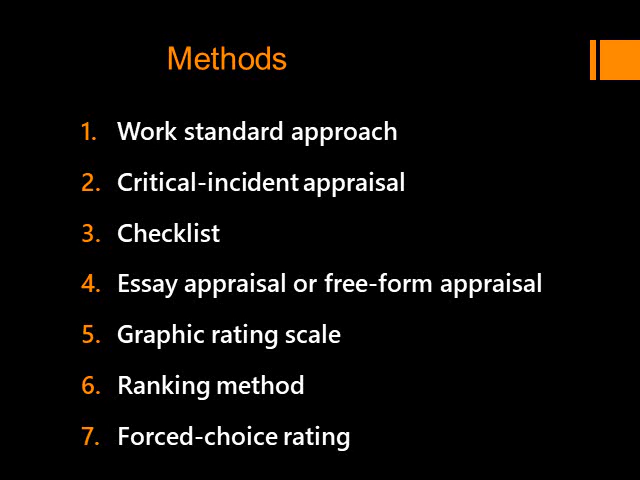 Methods
1. Work standard approach
2. Critical-incident appraisal
3. Checklist
4. Essay appraisal or free-form appraisal
5. Graphic rating scale
6. Ranking method
7. Forced-choice rating